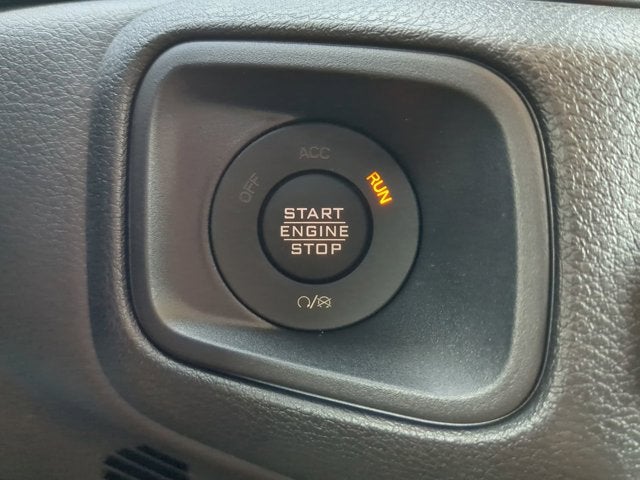 OFF
ACC
RUN
START
ENGINE
STOP